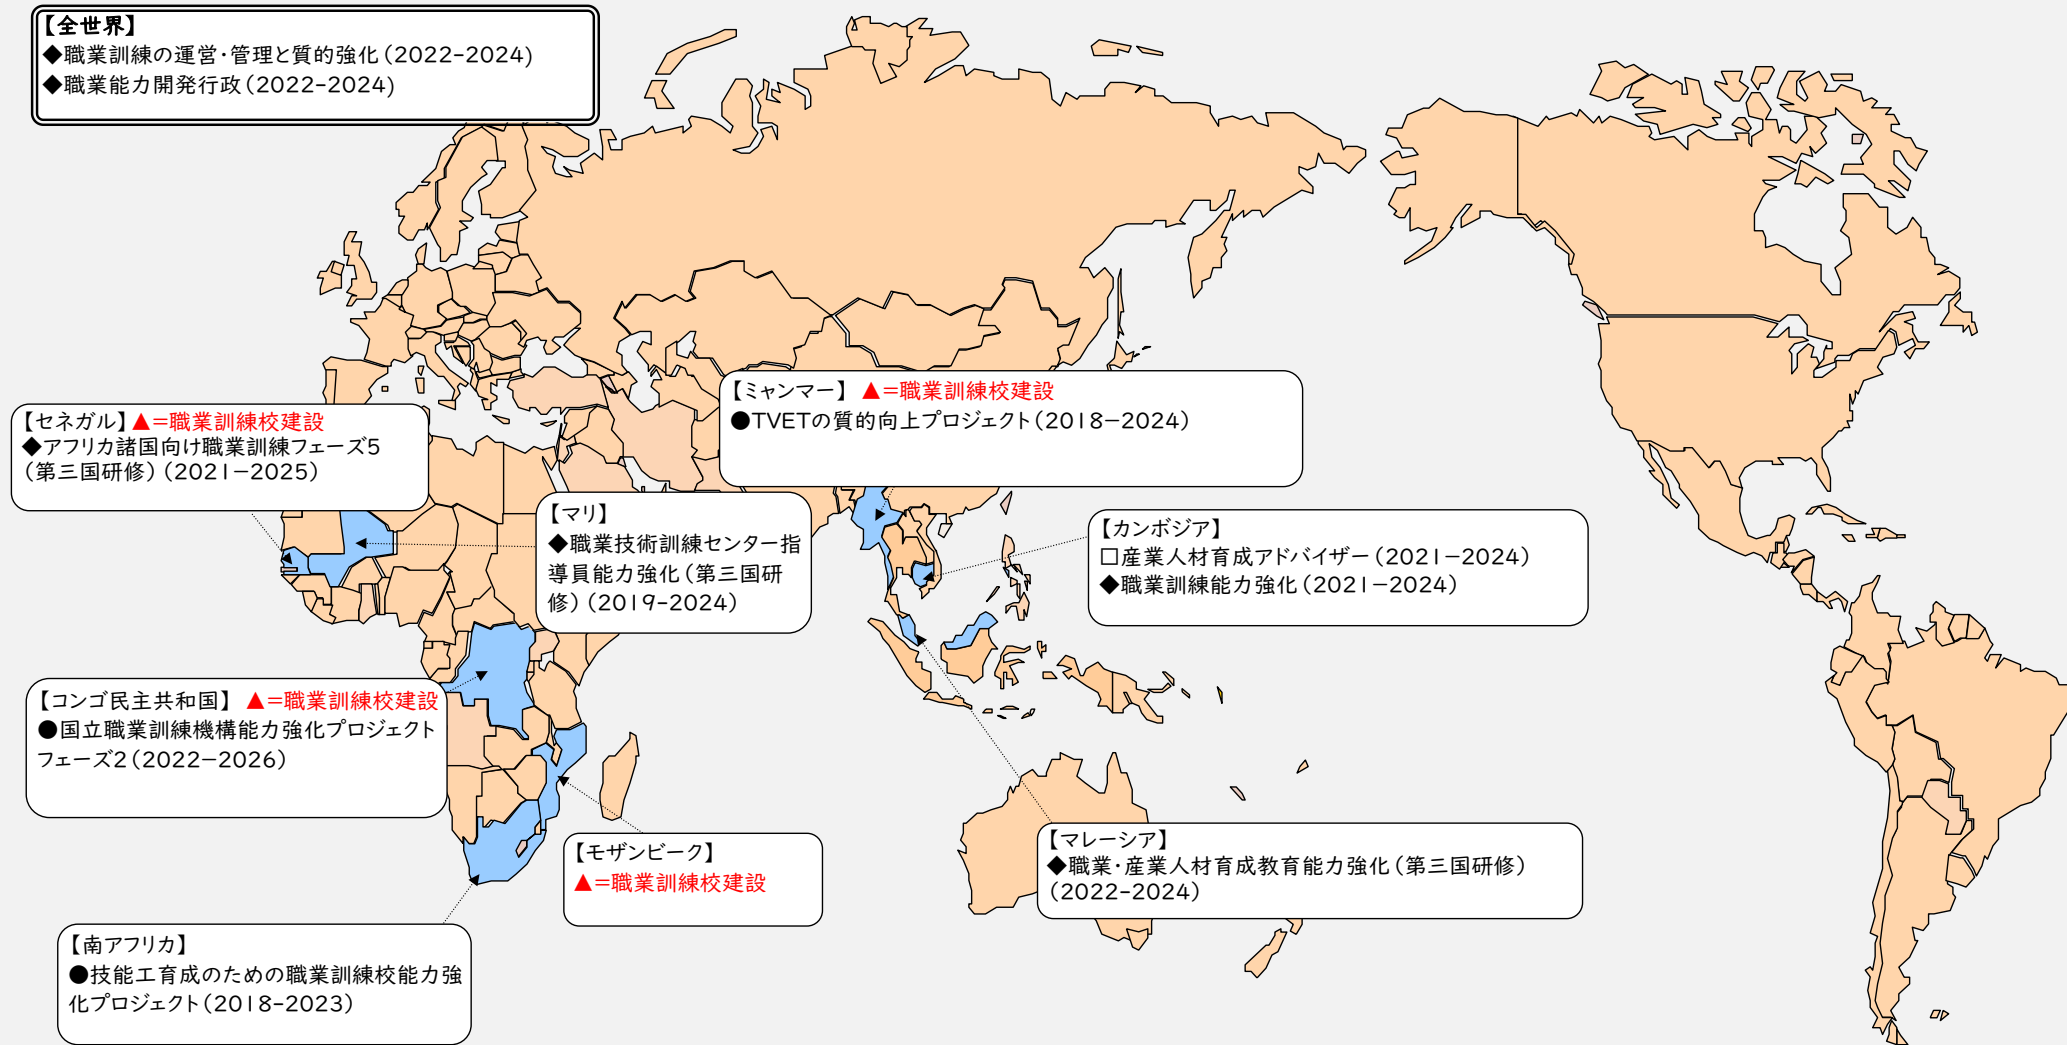 【全世界】
◆職業訓練の運営・管理と質的強化（2022-2024）
◆職業能力開発行政（2022-2024）
【ミャンマー】 ▲=職業訓練校建設
●TVETの質的向上プロジェクト（2018－2024）
【セネガル】▲=職業訓練校建設
◆アフリカ諸国向け職業訓練フェーズ5
（第三国研修）（2021－2025）
【マリ】
◆職業技術訓練センター指
導員能力強化（第三国研
修）（2019-2024）
【カンボジア】
□産業人材育成アドバイザー（2021－2024）
◆職業訓練能力強化（2021－2024）
【コンゴ民主共和国】 ▲=職業訓練校建設
●国立職業訓練機構能力強化プロジェクト
フェーズ2（2022－2026）
【モザンビーク】
▲=職業訓練校建設
【マレーシア】
◆職業・産業人材育成教育能力強化（第三国研修）
（2022-2024）
【南アフリカ】
●技能工育成のための職業訓練校能力強
化プロジェクト（2018-2023）